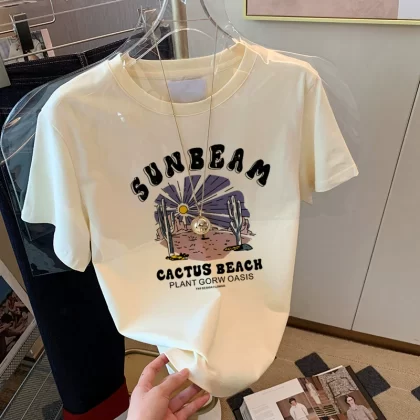 SUNBEAM
CACTUS BEACH
PLANT GORW OASIS